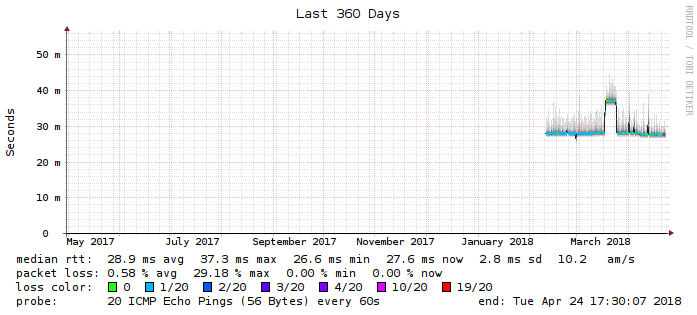 Last 360 Days
RRDTOOL / TOBI OETIKER
Seconds
50 m
40 m
30 m
20 m
10 m
0
May 2017 July 2017 September 2017 November 2017 January 2018 March 2018
median rtt: 28.9 ms avg 37.3 ms max 26.6 ms min 27.6 ms now 2.8 ms sd 10.2 am/s
packet loss: 0.58 % avg 29.18 % max 0.00 % min 0.00 % now
loss color: 0 1/20 2/20 3/20 4/20 10/20 19/20
probe: 20 ICMP Echo Pings (56 Bytes) every 60s end: Tue Apr 24 17:30:07 2018